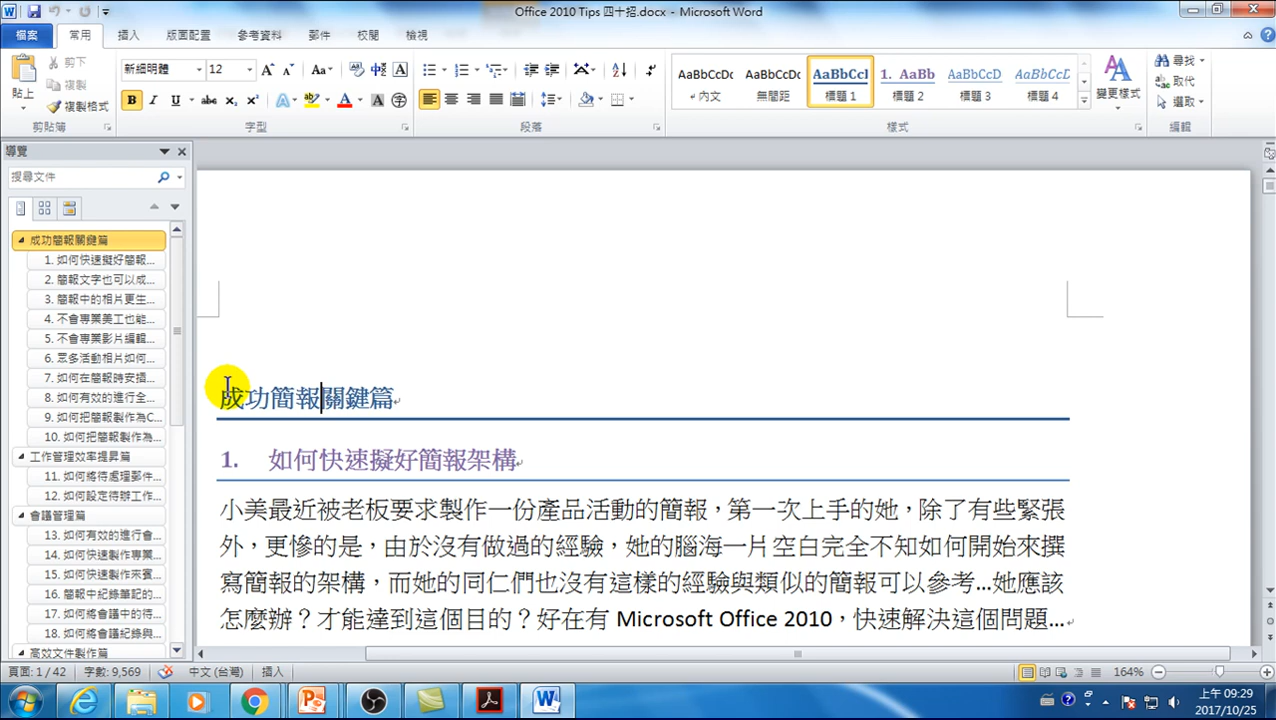 Office 2010 Tips 四十招.docx - Microsoft Word
檔案 常用 插入 版面配置 參考資料 郵件 校閱 檢視
貼上 剪下 複製 複製格式 剪貼簿
新細明體 12 字型
段落
AaBbCcDc 內文
AaBbCcDc 無間距
AaBbCcI 標題 1
1. AaBb 標題 2
AaBbCcD 標題 3
AaBbCcD 標題 4
變更樣式 樣式
尋找 取代 選取 編輯
導覽
搜尋文件
成功簡報關鍵篇
1. 如何快速擬好簡報...
2. 簡報文字也可以成...
3. 簡報中的相片更生...
4. 不會專業美工也能...
5. 不會專業影片編輯...
6. 眾多活動相片如何...
7. 如何在簡報時安插...
8. 如何有效的進行全...
9. 如何把簡報製作為C...
10. 如何把簡報製作為...
工作管理效率提昇篇
11. 如何將待處理郵件...
12. 如何設定待辦工作...
會議管理篇
13. 如何有效的進行會...
14. 如何快速製作專業...
15. 如何快速製作來賓...
16. 簡報中紀錄筆記的...
17. 如何將會議中的待...
18. 如何將會議紀錄與...
高效文件製作篇
成功簡報關鍵篇
1. 如何快速擬好簡報架構
小美最近被老板要求製作一份產品活動的簡報，第一次上手的她，除了有些緊張
外，更慘的是，由於沒有做過的經驗，她的腦海一片空白完全不知如何開始來撰
寫簡報的架構，而她的同仁們也沒有這樣的經驗與類似的簡報可以參考...她應該
怎麼辦？才能達到這個目的？好在有 Microsoft Office 2010，快速解決這個問題...
頁面: 1 / 42 字數: 9,569 中文 (台灣) 插入 164%
上午 09:29
2017/10/25